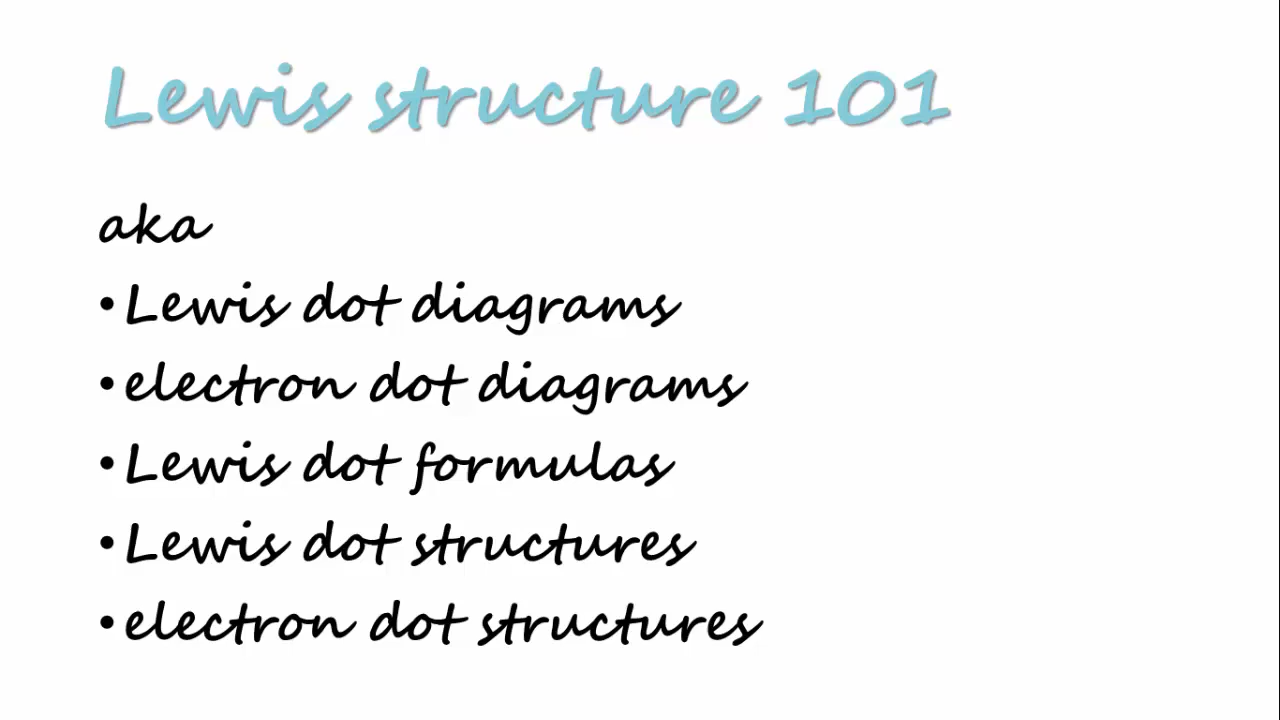 Lewis structure 101
aka
• Lewis dot diagrams
• electron dot diagrams
• Lewis dot formulas
• Lewis dot structures
• electron dot structures